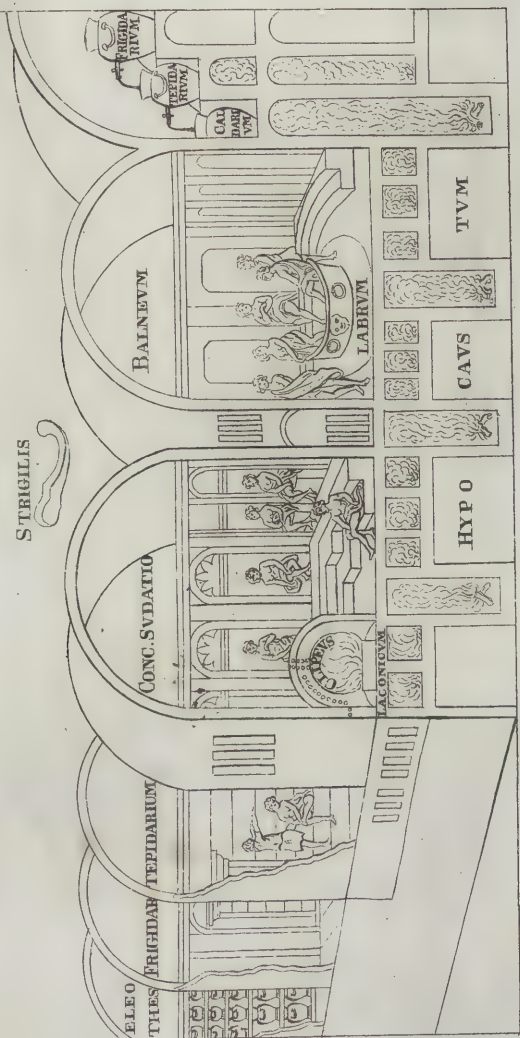 STRIGILIS
ELEO
THES
FRIGIDAR
TEPIDARIUM
CONC. SVDATIO
BALNEVM
FRIGIDA
RIVM.
TEPIDA
RIVM
CAL
DARI
VM
CLIPEVS
LACONICVM
LABRVM
HYPO
CAVS
TVM